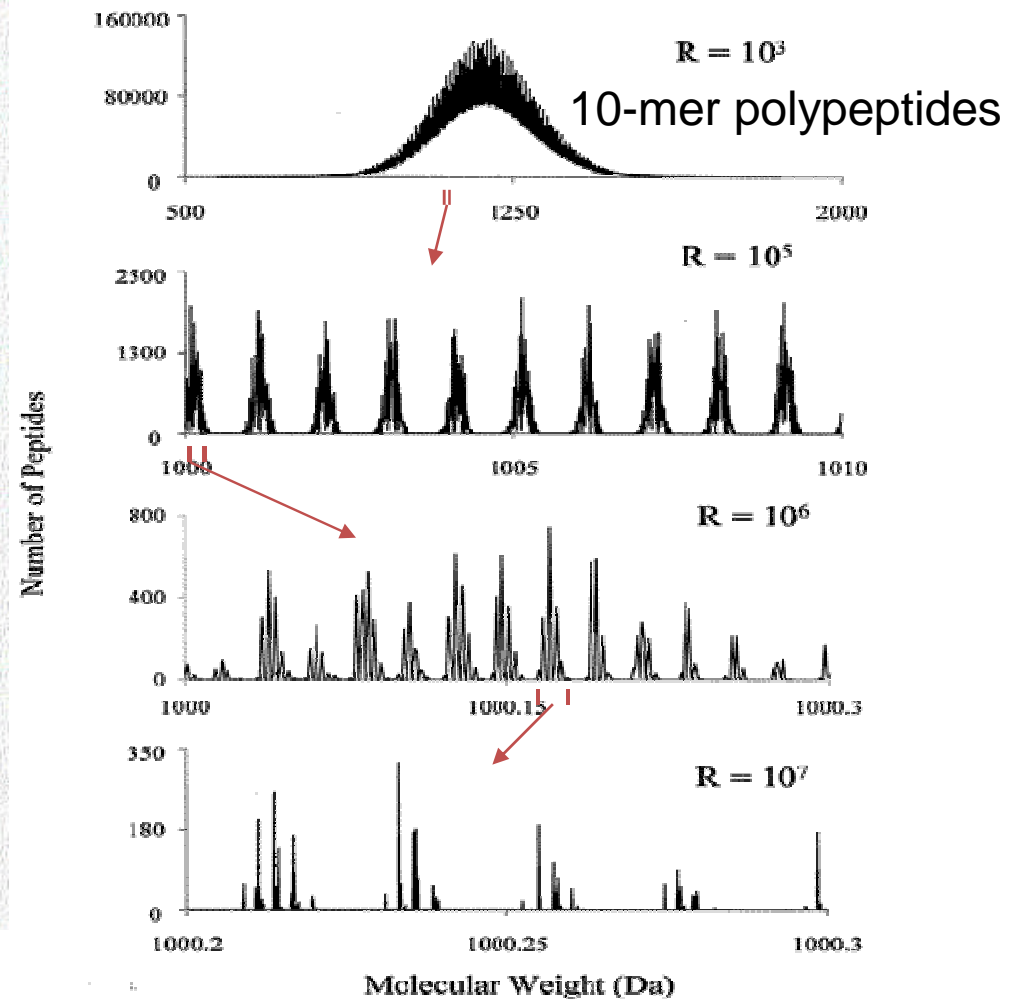 160000
80000
0
R = 10³
10-mer polypeptides
500 1250 2000
R = 10⁵
2300
1300
0
1000 1005 1010
Number of Peptides
R = 10⁶
800
400
0
1000 1000.15 1000.3
R = 10⁷
350
180
0
1000.2 1000.25 1000.3
Molecular Weight (Da)